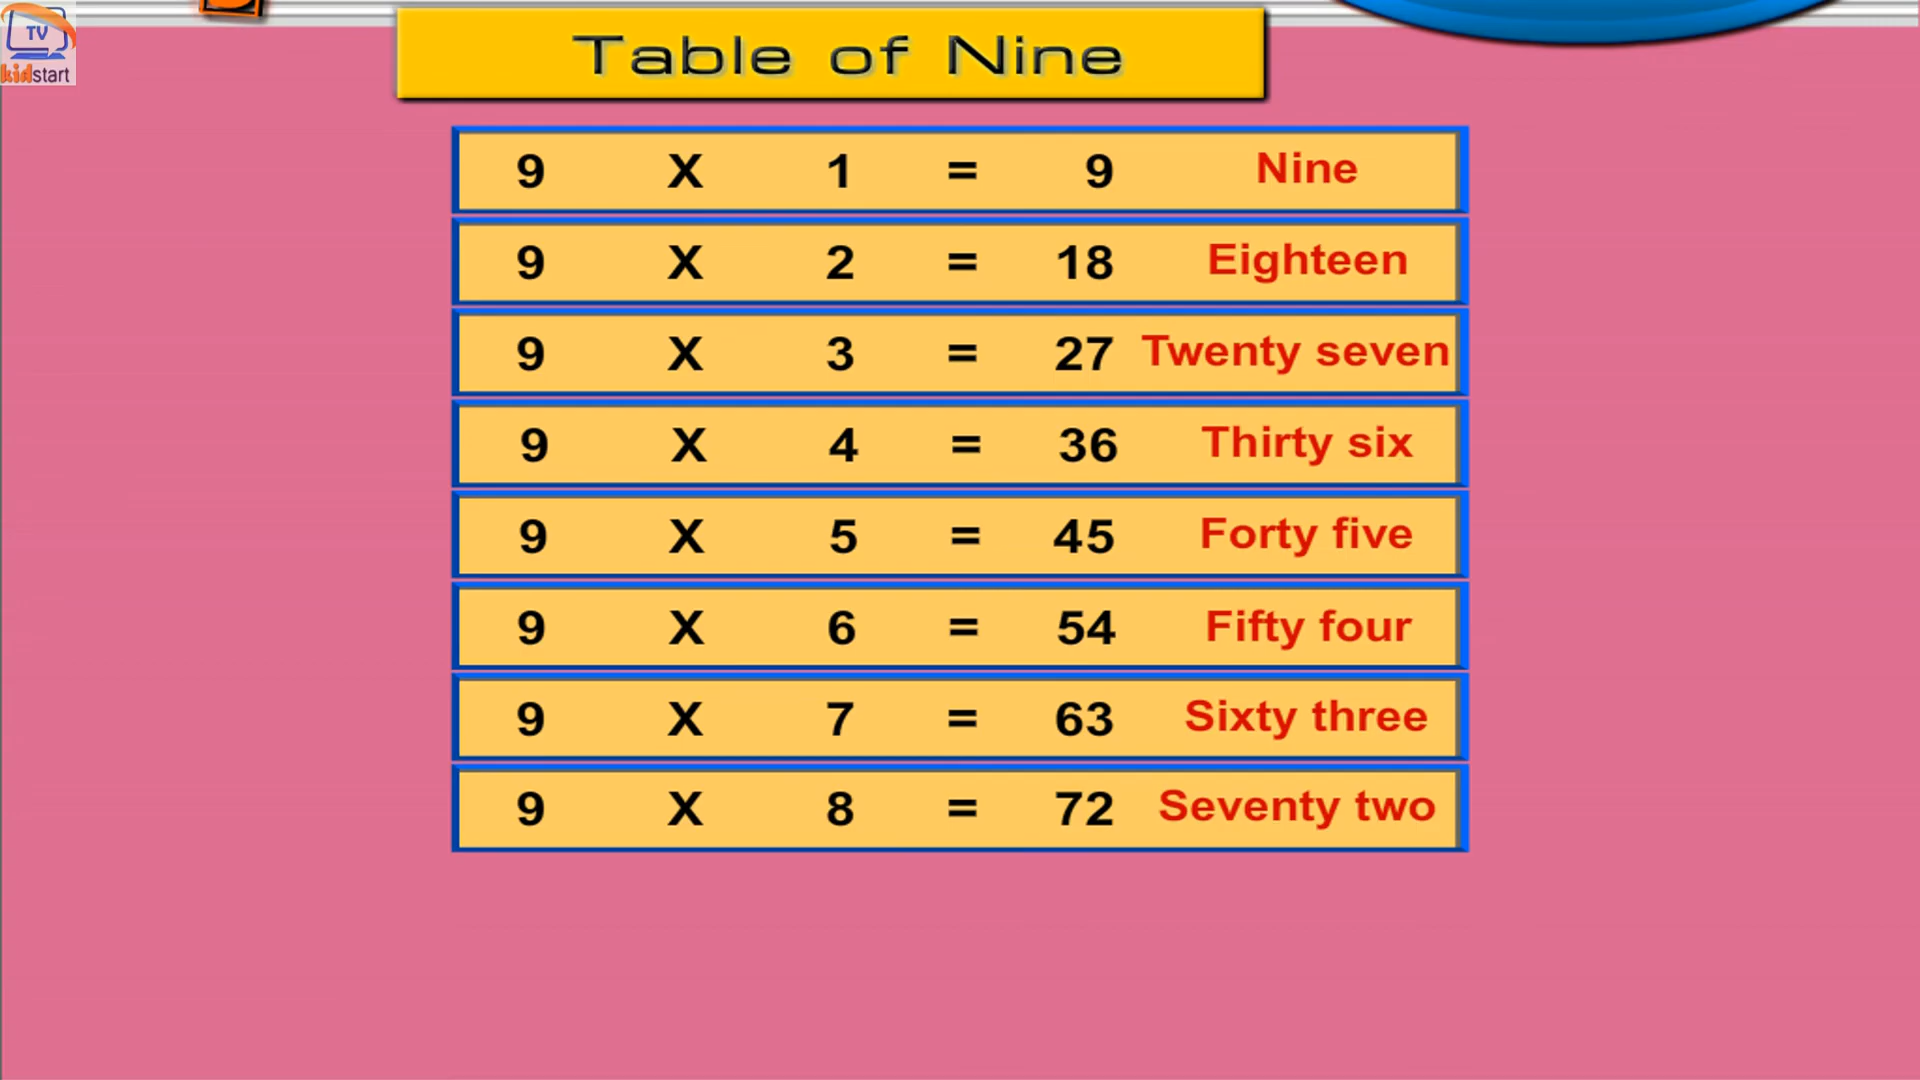 TV
kidstart
Table of Nine
9 X 1 = 9 Nine
9 X 2 = 18 Eighteen
9 X 3 = 27 Twenty seven
9 X 4 = 36 Thirty six
9 X 5 = 45 Forty five
9 X 6 = 54 Fifty four
9 X 7 = 63 Sixty three
9 X 8 = 72 Seventy two